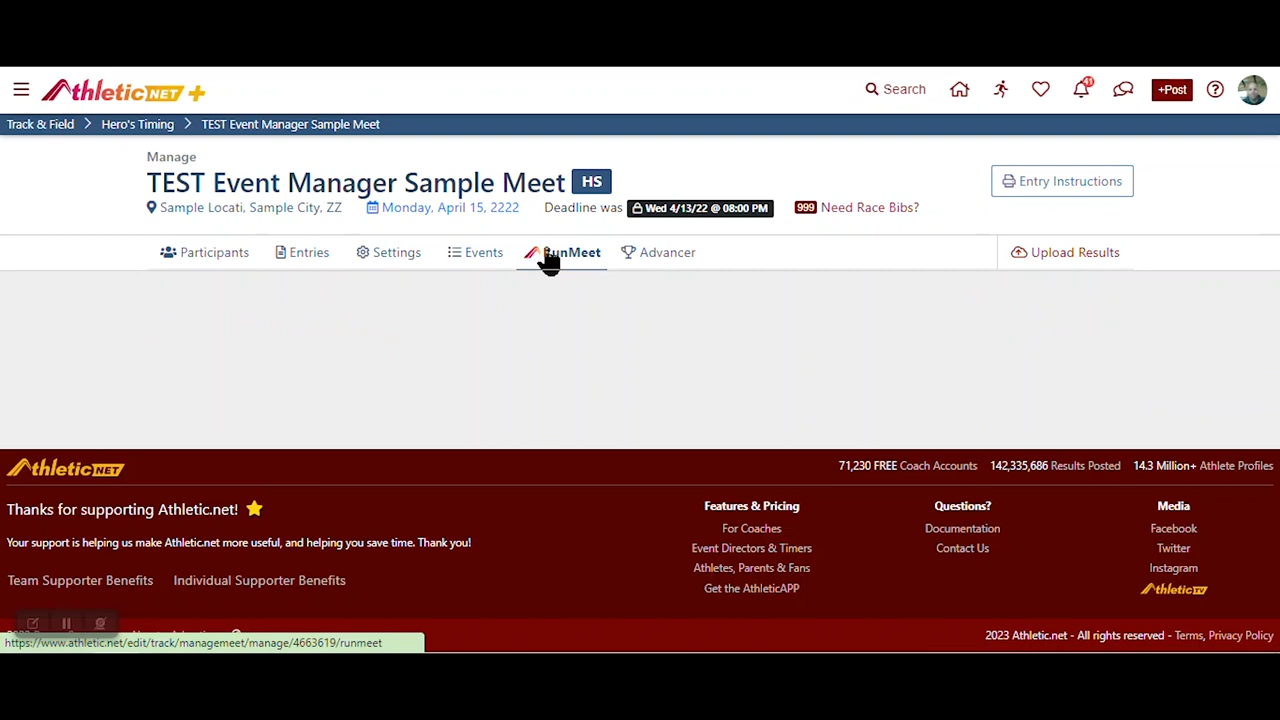 AthleticNET +
Search
41
+Post
Track & Field > Hero's Timing > TEST Event Manager Sample Meet
Manage
TEST Event Manager Sample Meet HS
Entry Instructions
Sample Locati, Sample City, ZZ Monday, April 15, 2222 Deadline was Wed 4/13/22 @ 08:00 PM 999 Need Race Bibs?
Participants Entries Settings Events RunMeet Advancer Upload Results
AthleticNET
71,230 FREE Coach Accounts 142,335,686 Results Posted 14.3 Million+ Athlete Profiles
Thanks for supporting Athletic.net!
Your support is helping us make Athletic.net more useful, and helping you save time. Thank you!
Team Supporter Benefits Individual Supporter Benefits
Features & Pricing
For Coaches
Event Directors & Timers
Athletes, Parents & Fans
Get the AthleticAPP
Questions?
Documentation
Contact Us
Media
Facebook
Twitter
Instagram
AthleticTV
https://www.athletic.net/edit/track/managemeet/manage/4663619/runmeet
2023 Athletic.net - All rights reserved - Terms, Privacy Policy